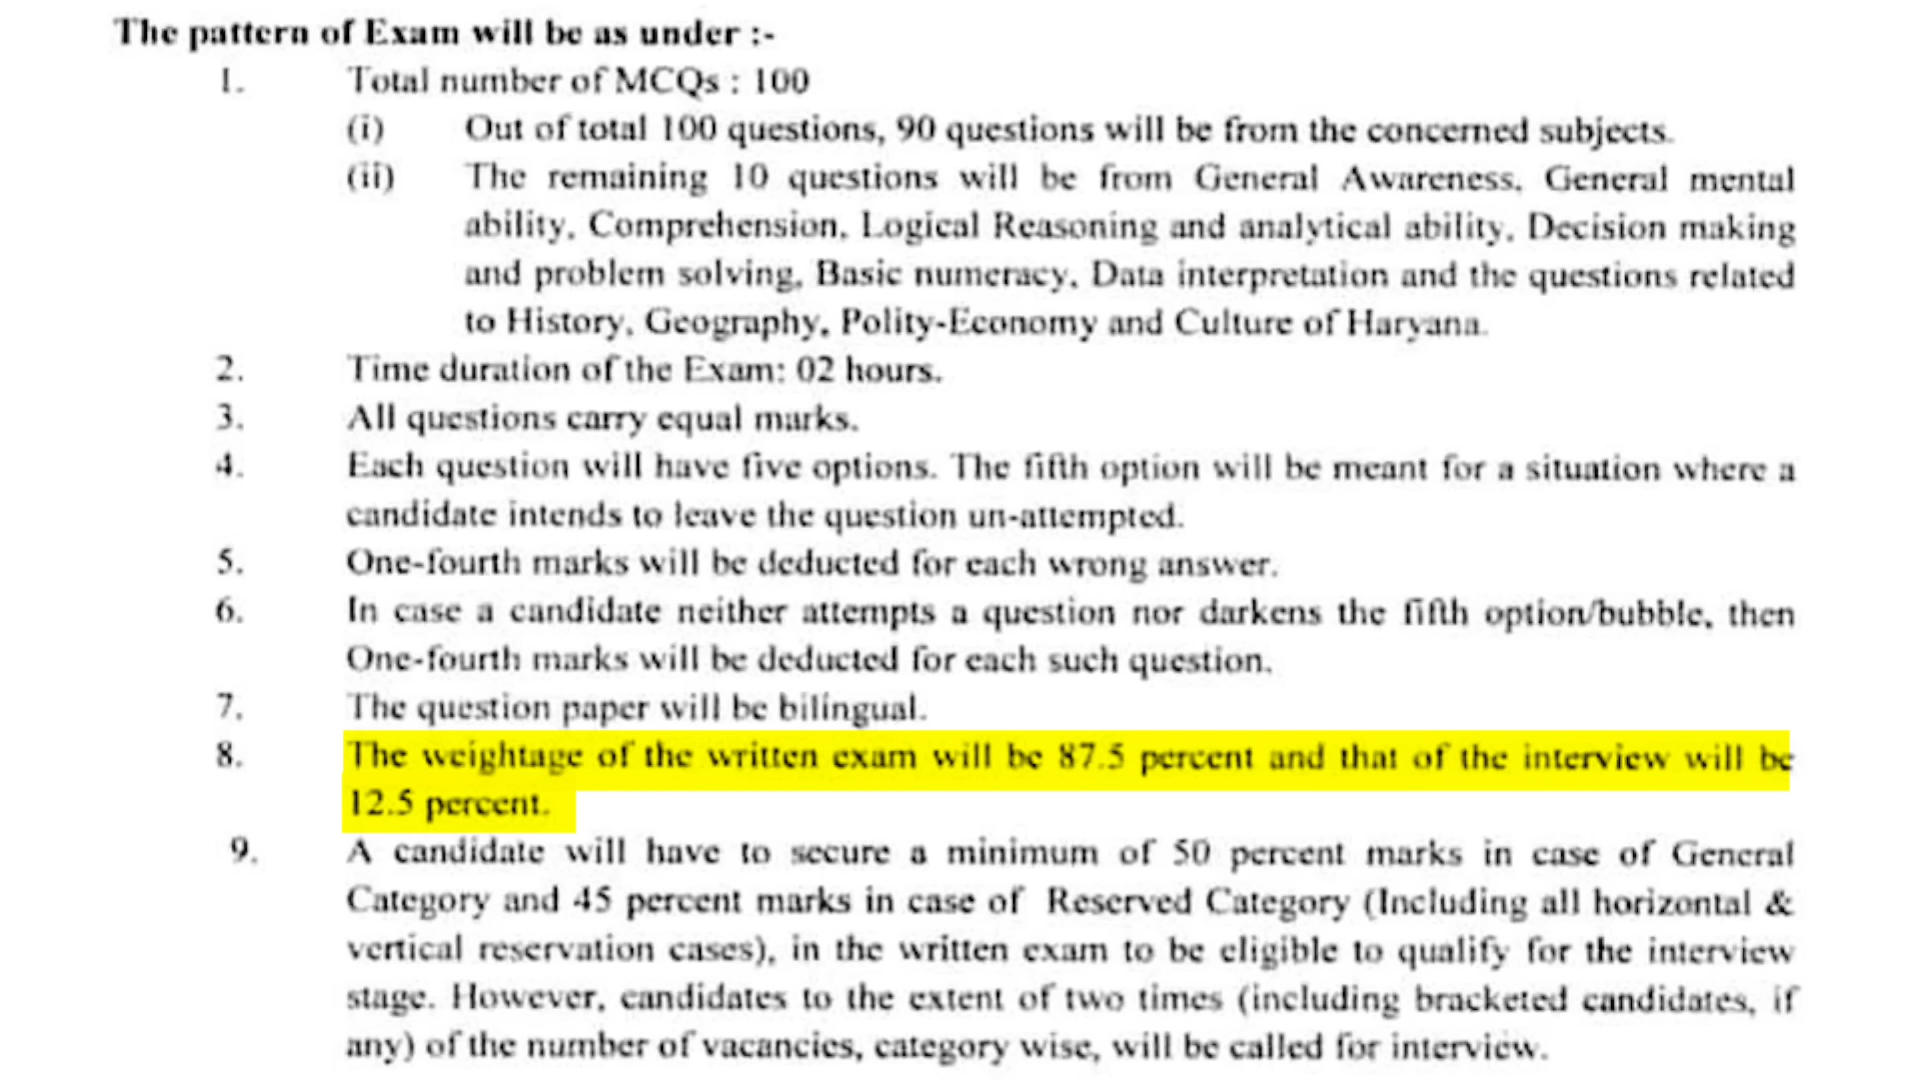 The pattern of Exam will be as under :-
1. Total number of MCQs : 100
(i) Out of total 100 questions, 90 questions will be from the concerned subjects.
(ii) The remaining 10 questions will be from General Awareness, General mental
ability, Comprehension, Logical Reasoning and analytical ability, Decision making
and problem solving, Basic numeracy, Data interpretation and the questions related
to History, Geography, Polity-Economy and Culture of Haryana.
2. Time duration of the Exam: 02 hours.
3. All questions carry equal marks.
4. Each question will have five options. The fifth option will be meant for a situation where a
candidate intends to leave the question un-attempted.
5. One-fourth marks will be deducted for each wrong answer.
6. In case a candidate neither attempts a question nor darkens the fifth option/bubble, then
One-fourth marks will be deducted for each such question.
7. The question paper will be bilingual.
8. The weightage of the written exam will be 87.5 percent and that of the interview will be
12.5 percent.
9. A candidate will have to secure a minimum of 50 percent marks in case of General
Category and 45 percent marks in case of Reserved Category (Including all horizontal &
vertical reservation cases), in the written exam to be eligible to qualify for the interview
stage. However, candidates to the extent of two times (including bracketed candidates, if
any) of the number of vacancies, category wise, will be called for interview.